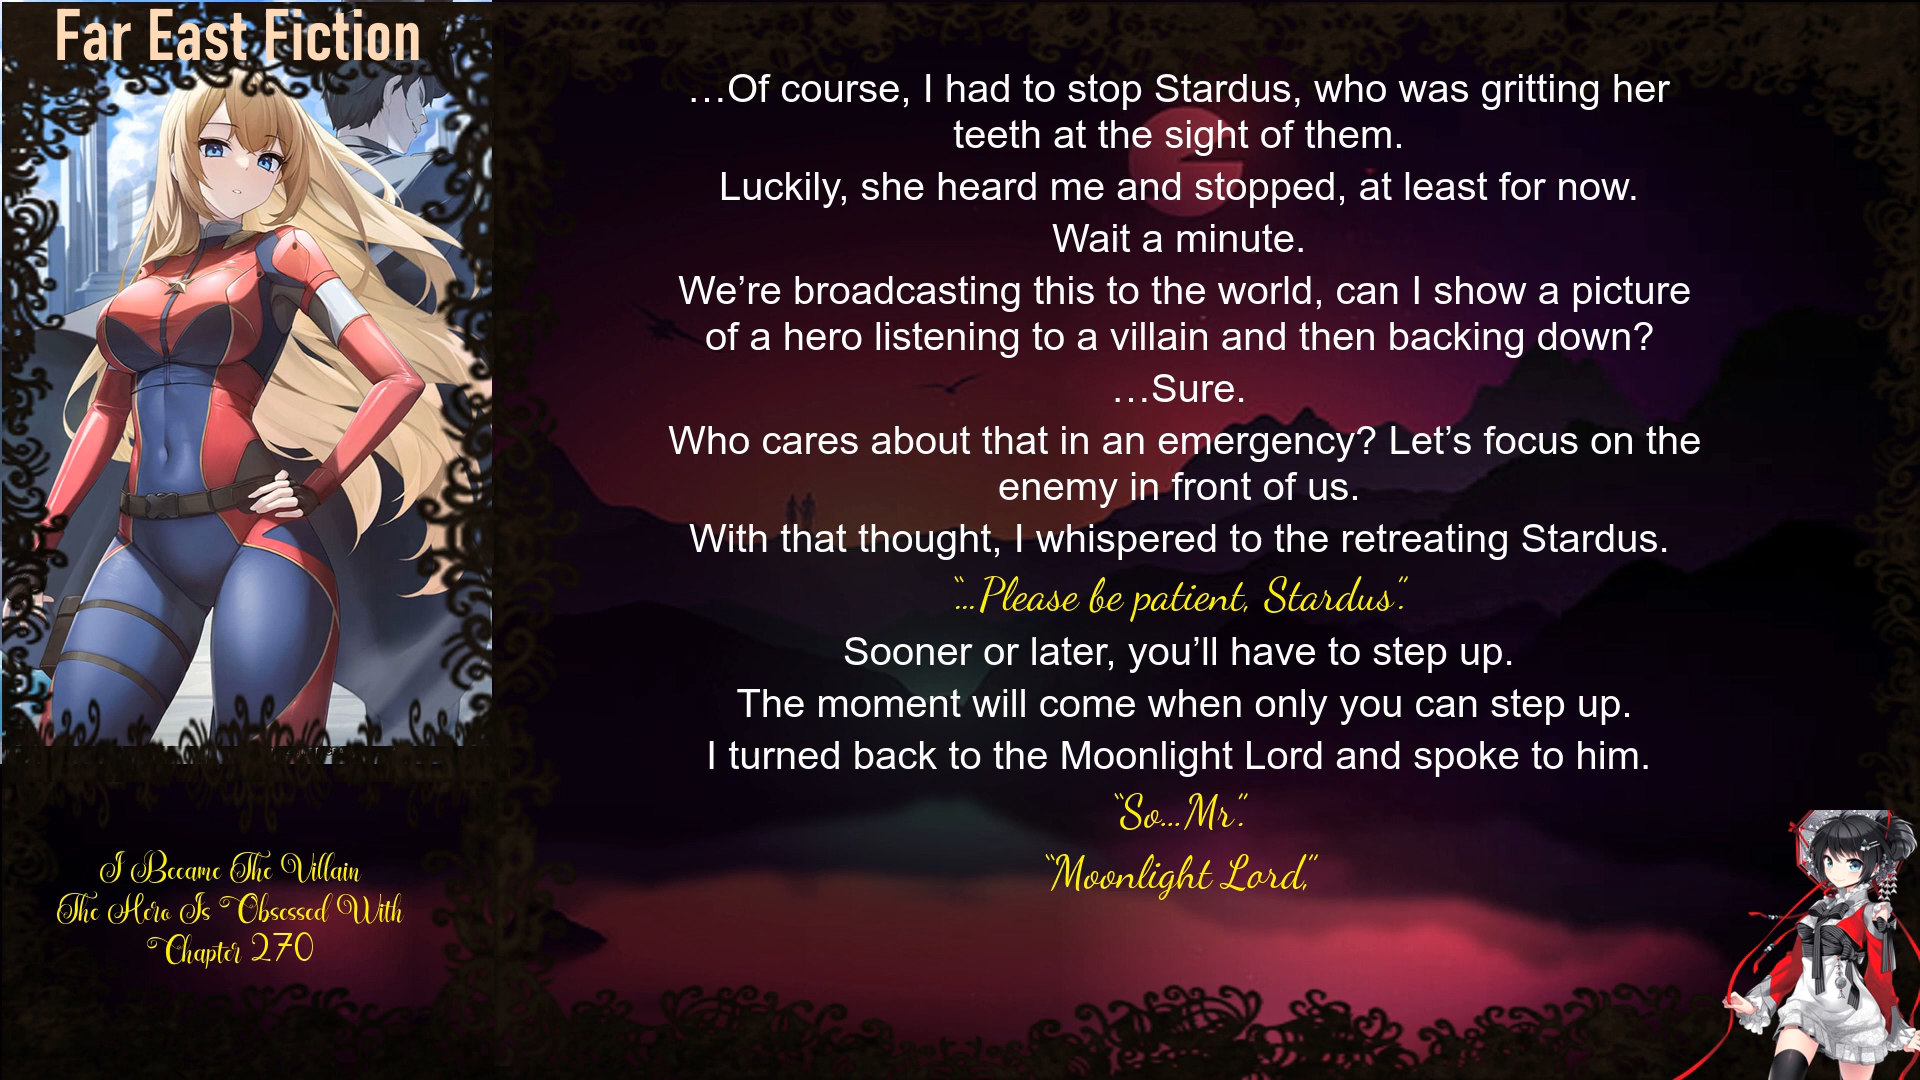 Far East Fiction
…Of course, I had to stop Stardus, who was gritting her
teeth at the sight of them.
Luckily, she heard me and stopped, at least for now.
Wait a minute.
We’re broadcasting this to the world, can I show a picture
of a hero listening to a villain and then backing down?
…Sure.
Who cares about that in an emergency? Let’s focus on the
enemy in front of us.
With that thought, I whispered to the retreating Stardus.
“…Please be patient, Stardus.”
Sooner or later, you’ll have to step up.
The moment will come when only you can step up.
I turned back to the Moonlight Lord and spoke to him.
“So…Mr.”
“Moonlight Lord,”
I Became The Villain
The Hero Is Obsessed With
Chapter 270